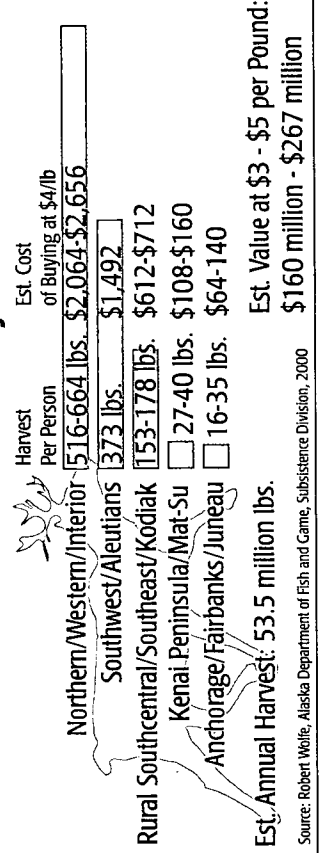 Harvest Est. Cost
Per Person of Buying at $4/lb
Northern/Western/Interior 516-664 lbs. $2,064-$2,656
Southwest/Aleutians 373 lbs. $1,492
Rural Southcentral/Southeast/Kodiak 153-178 lbs. $612-$712
Kenai Peninsula/Mat-Su 27-40 lbs. $108-$160
Anchorage/Fairbanks/Juneau 16-35 lbs. $64-140
Est. Annual Harvest: 53.5 million lbs. Est. Value at $3 - $5 per Pound:
$160 million - $267 million
Source: Robert Wolfe, Alaska Department of Fish and Game, Subsistence Division, 2000